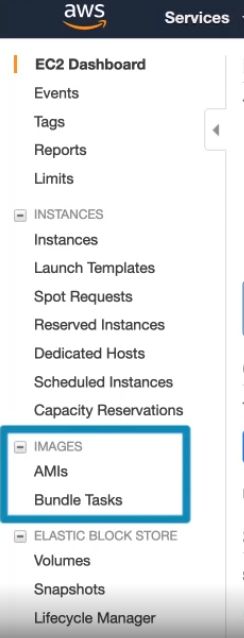 aws
Services
EC2 Dashboard
Events
Tags
Reports
Limits
INSTANCES
Instances
Launch Templates
Spot Requests
Reserved Instances
Dedicated Hosts
Scheduled Instances
Capacity Reservations
IMAGES
AMIs
Bundle Tasks
ELASTIC BLOCK STORE
Volumes
Snapshots
Lifecycle Manager